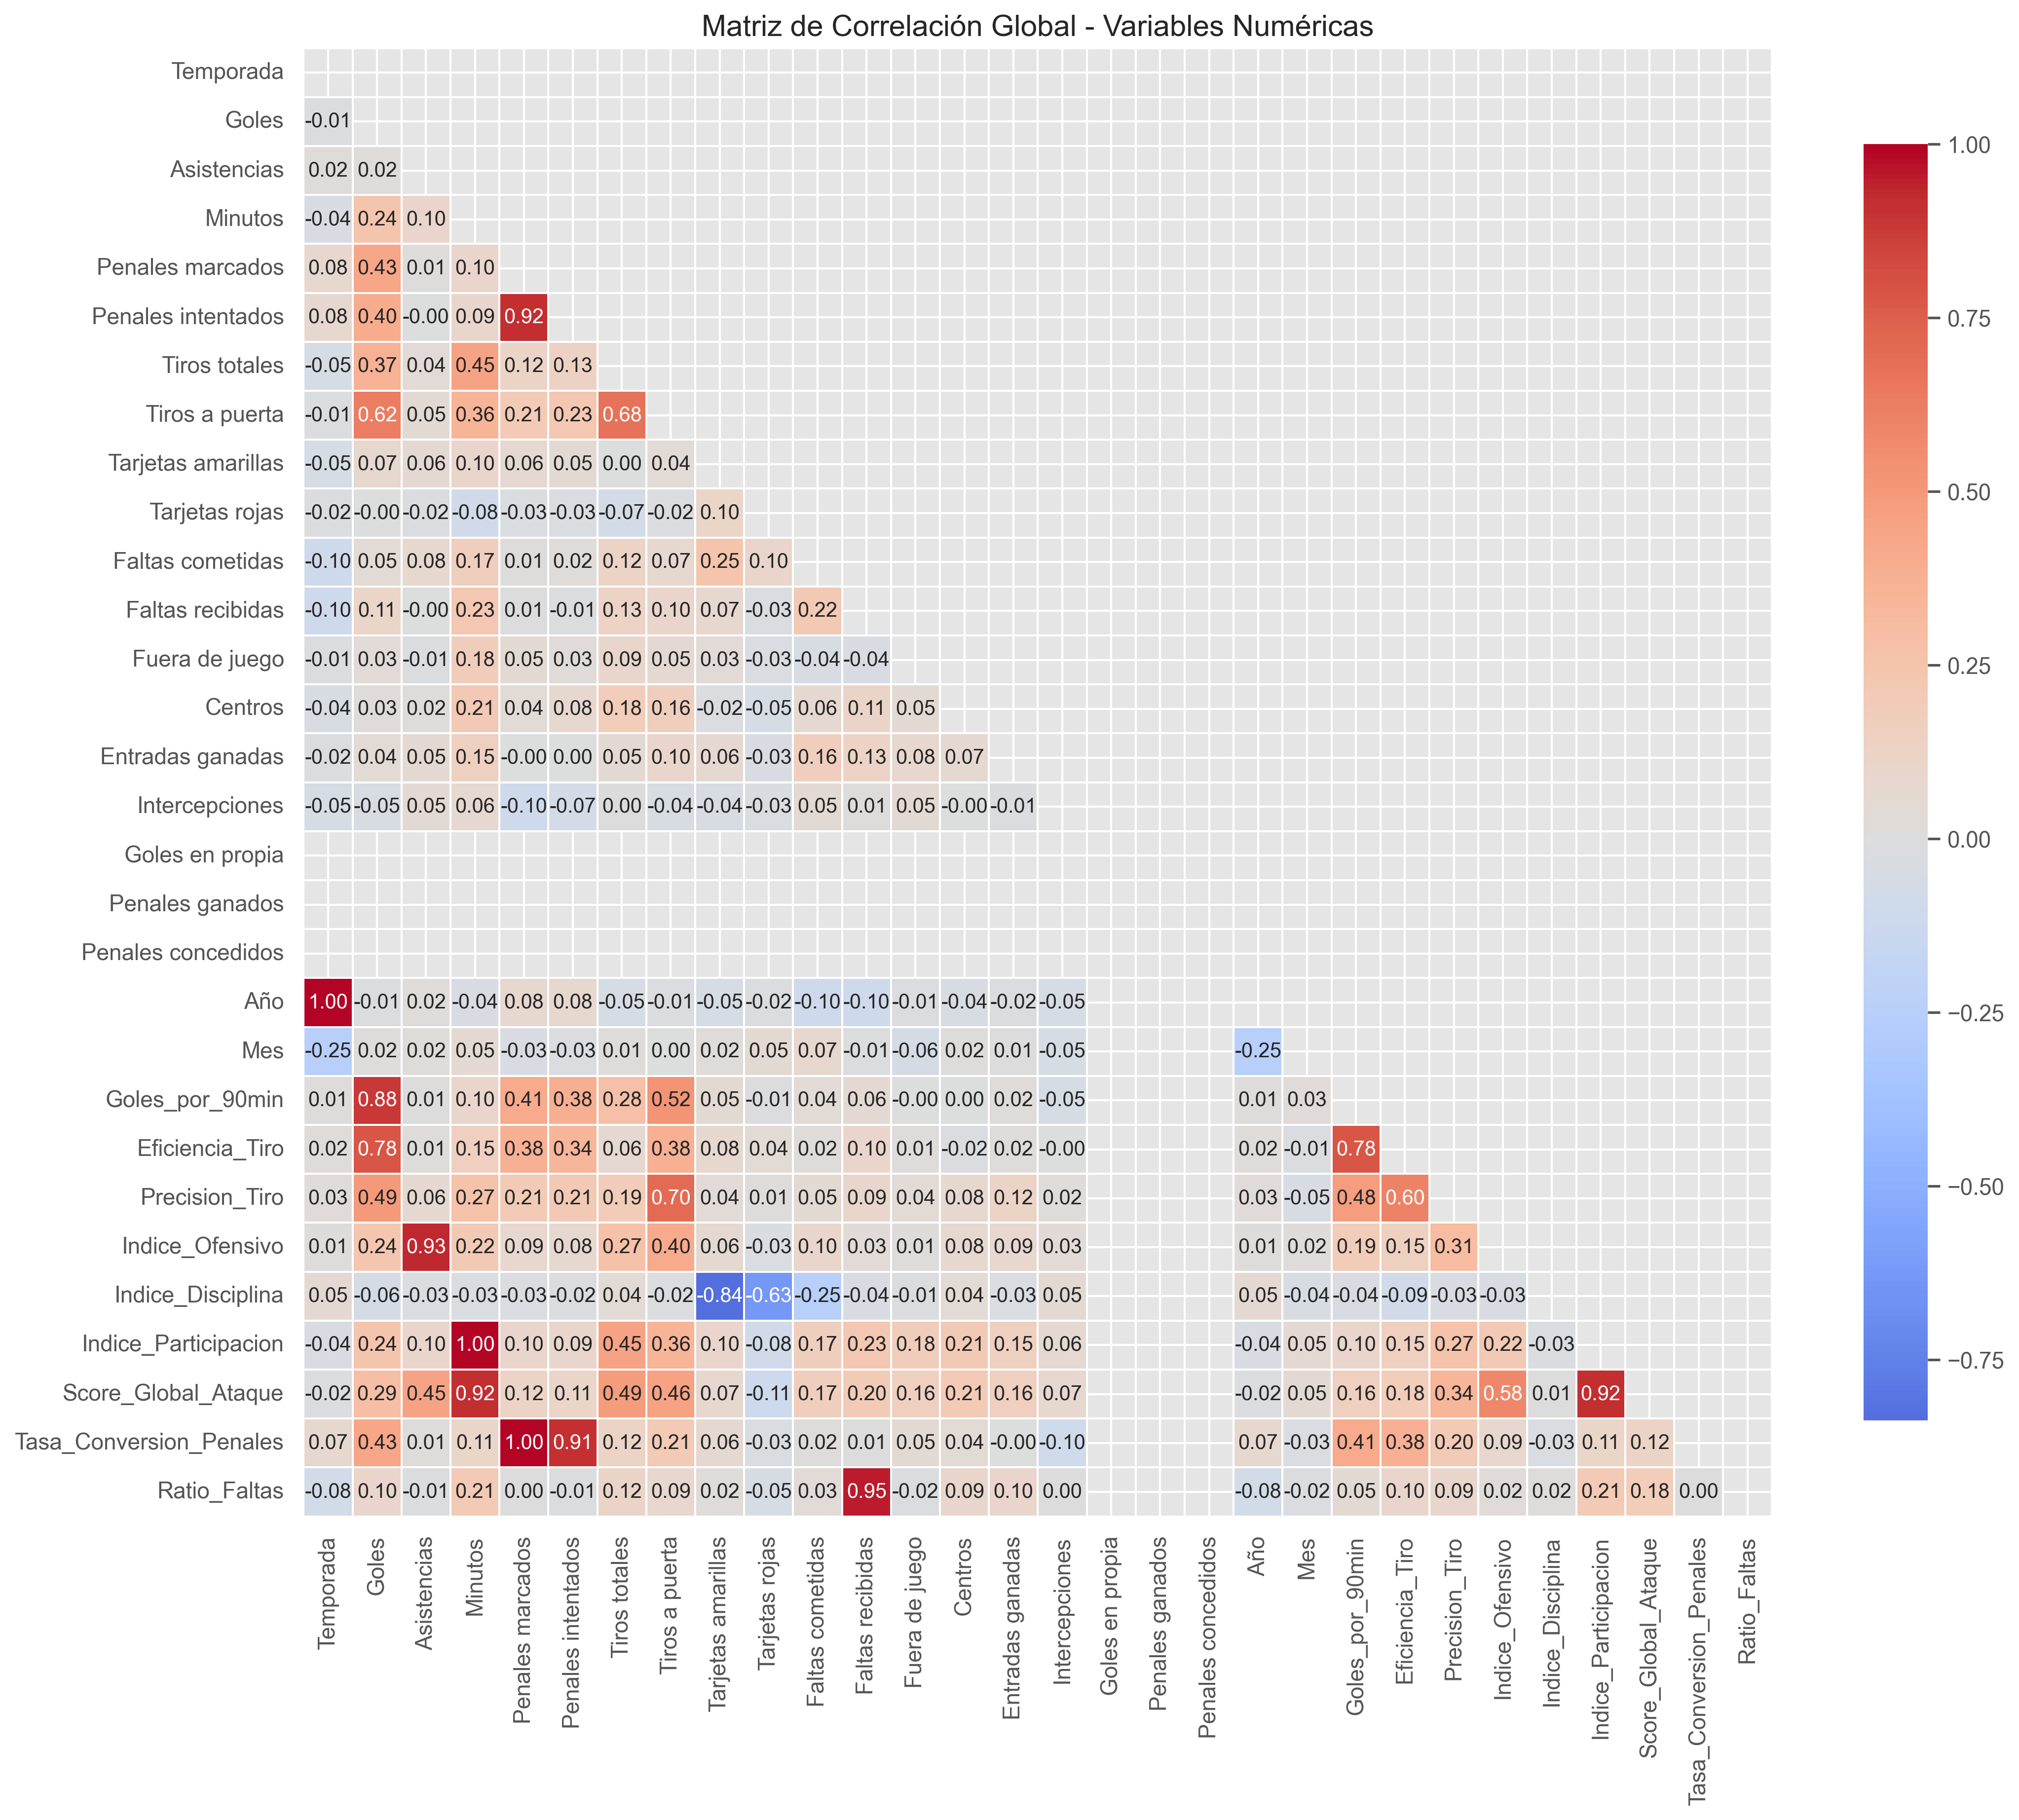 Matriz de Correlación Global - Variables Numéricas
Temporada
Goles -0.01
Asistencias 0.02 0.02
Minutos -0.04 0.24 0.10
Penales marcados 0.08 0.43 0.01 0.10
Penales intentados 0.08 0.40 -0.00 0.09 0.92
Tiros totales -0.05 0.37 0.04 0.45 0.12 0.13
Tiros a puerta -0.01 0.62 0.05 0.36 0.21 0.23 0.68
Tarjetas amarillas -0.05 0.07 0.06 0.10 0.06 0.05 0.00 0.04
Tarjetas rojas -0.02 -0.00 -0.02 -0.08 -0.03 -0.03 -0.07 -0.02 0.10
Faltas cometidas -0.10 0.05 0.08 0.17 0.01 0.02 0.12 0.07 0.25 0.10
Faltas recibidas -0.10 0.11 -0.00 0.23 0.01 -0.01 0.13 0.10 0.07 -0.03 0.22
Fuera de juego -0.01 0.03 -0.01 0.18 0.05 0.03 0.09 0.05 0.03 -0.03 -0.04 -0.04
Centros -0.04 0.03 0.02 0.21 0.04 0.08 0.18 0.16 -0.02 -0.05 0.06 0.11 0.05
Entradas ganadas -0.02 0.04 0.05 0.15 -0.00 0.00 0.05 0.10 0.06 -0.03 0.16 0.13 0.08 0.07
Intercepciones -0.05 -0.05 0.05 0.06 -0.10 -0.07 0.00 -0.04 -0.04 -0.03 0.05 0.01 0.05 -0.00 -0.01
Goles en propia
Penales ganados
Penales concedidos
Año 1.00 -0.01 0.02 -0.04 0.08 0.08 -0.05 -0.01 -0.05 -0.02 -0.10 -0.10 -0.01 -0.04 -0.02 -0.05
Mes -0.25 0.02 0.02 0.05 -0.03 -0.03 0.01 0.00 0.02 0.05 0.07 -0.01 -0.06 0.02 0.01 -0.05 -0.25
Goles_por_90min 0.01 0.88 0.01 0.10 0.41 0.38 0.28 0.52 0.05 -0.01 0.04 0.06 -0.00 0.00 0.02 -0.05 0.01 0.03
Eficiencia_Tiro 0.02 0.78 0.01 0.15 0.38 0.34 0.06 0.38 0.08 0.04 0.02 0.10 0.01 -0.02 0.02 -0.00 0.02 -0.01 0.78
Precision_Tiro 0.03 0.49 0.06 0.27 0.21 0.21 0.19 0.70 0.04 0.01 0.05 0.09 0.04 0.08 0.12 0.02 0.03 -0.05 0.48 0.60
Indice_Ofensivo 0.01 0.24 0.93 0.22 0.09 0.08 0.27 0.40 0.06 -0.03 0.10 0.03 0.01 0.08 0.09 0.03 0.01 0.02 0.19 0.15 0.31
Indice_Disciplina 0.05 -0.06 -0.03 -0.03 -0.03 -0.02 0.04 -0.02 -0.84 -0.63 -0.25 -0.04 -0.01 0.04 -0.03 0.05 0.05 -0.04 -0.04 -0.09 -0.03 -0.03
Indice_Participacion -0.04 0.24 0.10 1.00 0.10 0.09 0.45 0.36 0.10 -0.08 0.17 0.23 0.18 0.21 0.15 0.06 -0.04 0.05 0.10 0.15 0.27 0.22 -0.03
Score_Global_Ataque -0.02 0.29 0.45 0.92 0.12 0.11 0.49 0.46 0.07 -0.11 0.17 0.20 0.16 0.21 0.16 0.07 -0.02 0.05 0.16 0.18 0.34 0.58 0.01 0.92
Tasa_Conversion_Penales 0.07 0.43 0.01 0.11 1.00 0.91 0.12 0.21 0.06 -0.03 0.02 0.01 0.05 0.04 -0.00 -0.10 0.07 -0.03 0.41 0.38 0.20 0.09 -0.03 0.11 0.12
Ratio_Faltas -0.08 0.10 -0.01 0.21 0.00 -0.01 0.12 0.09 0.02 -0.05 0.03 0.95 -0.02 0.09 0.10 0.00 -0.08 -0.02 0.05 0.10 0.09 0.02 0.02 0.21 0.18 0.00
Temporada
Goles
Asistencias
Minutos
Penales marcados
Penales intentados
Tiros totales
Tiros a puerta
Tarjetas amarillas
Tarjetas rojas
Faltas cometidas
Faltas recibidas
Fuera de juego
Centros
Entradas ganadas
Intercepciones
Goles en propia
Penales ganados
Penales concedidos
Año
Mes
Goles_por_90min
Eficiencia_Tiro
Precision_Tiro
Indice_Ofensivo
Indice_Disciplina
Indice_Participacion
Score_Global_Ataque
Tasa_Conversion_Penales
Ratio_Faltas
1.00
0.75
0.50
0.25
0.00
−0.25
−0.50
−0.75